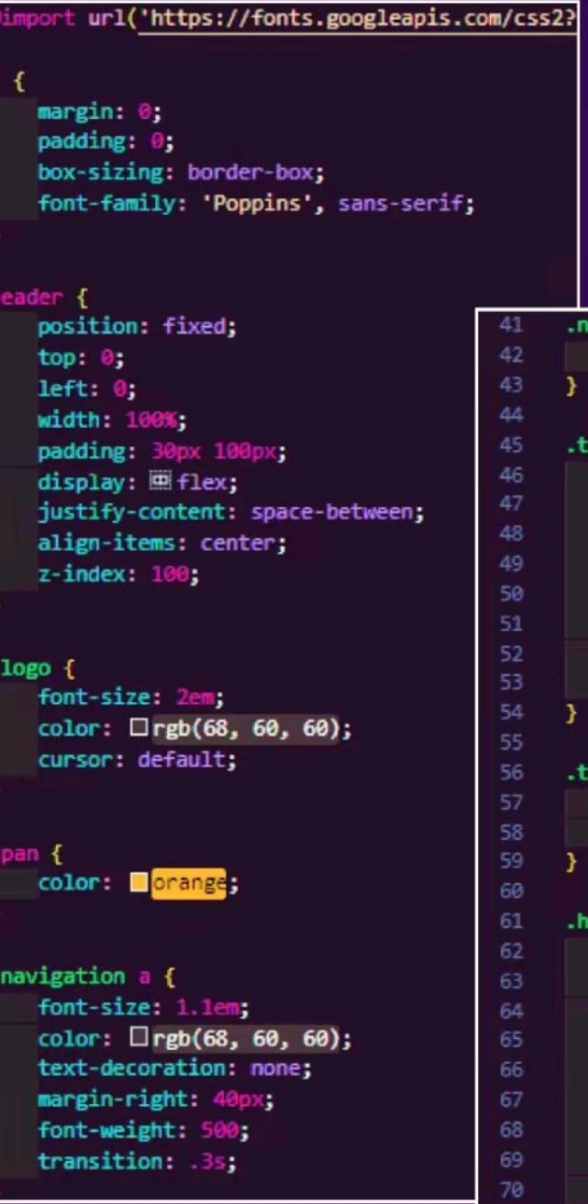 import url('https://fonts.googleapis.com/css2?
{
margin: 0;
padding: 0;
box-sizing: border-box;
font-family: 'Poppins', sans-serif;
eader {
position: fixed;
top: 0;
left: 0;
width: 100%;
padding: 30px 100px;
display: flex;
justify-content: space-between;
align-items: center;
z-index: 100;
logo {
font-size: 2em;
color: rgb(68, 60, 60);
cursor: default;
pan {
color: orange;
navigation a {
font-size: 1.1em;
color: rgb(68, 60, 60);
text-decoration: none;
margin-right: 40px;
font-weight: 500;
transition: .3s;
41 .n
42
43 }
44
45 .t
46
47
48
49
50
51
52
53
54 }
55
56 .t
57
58
59 }
60
61 .h
62
63
64
65
66
67
68
69
70